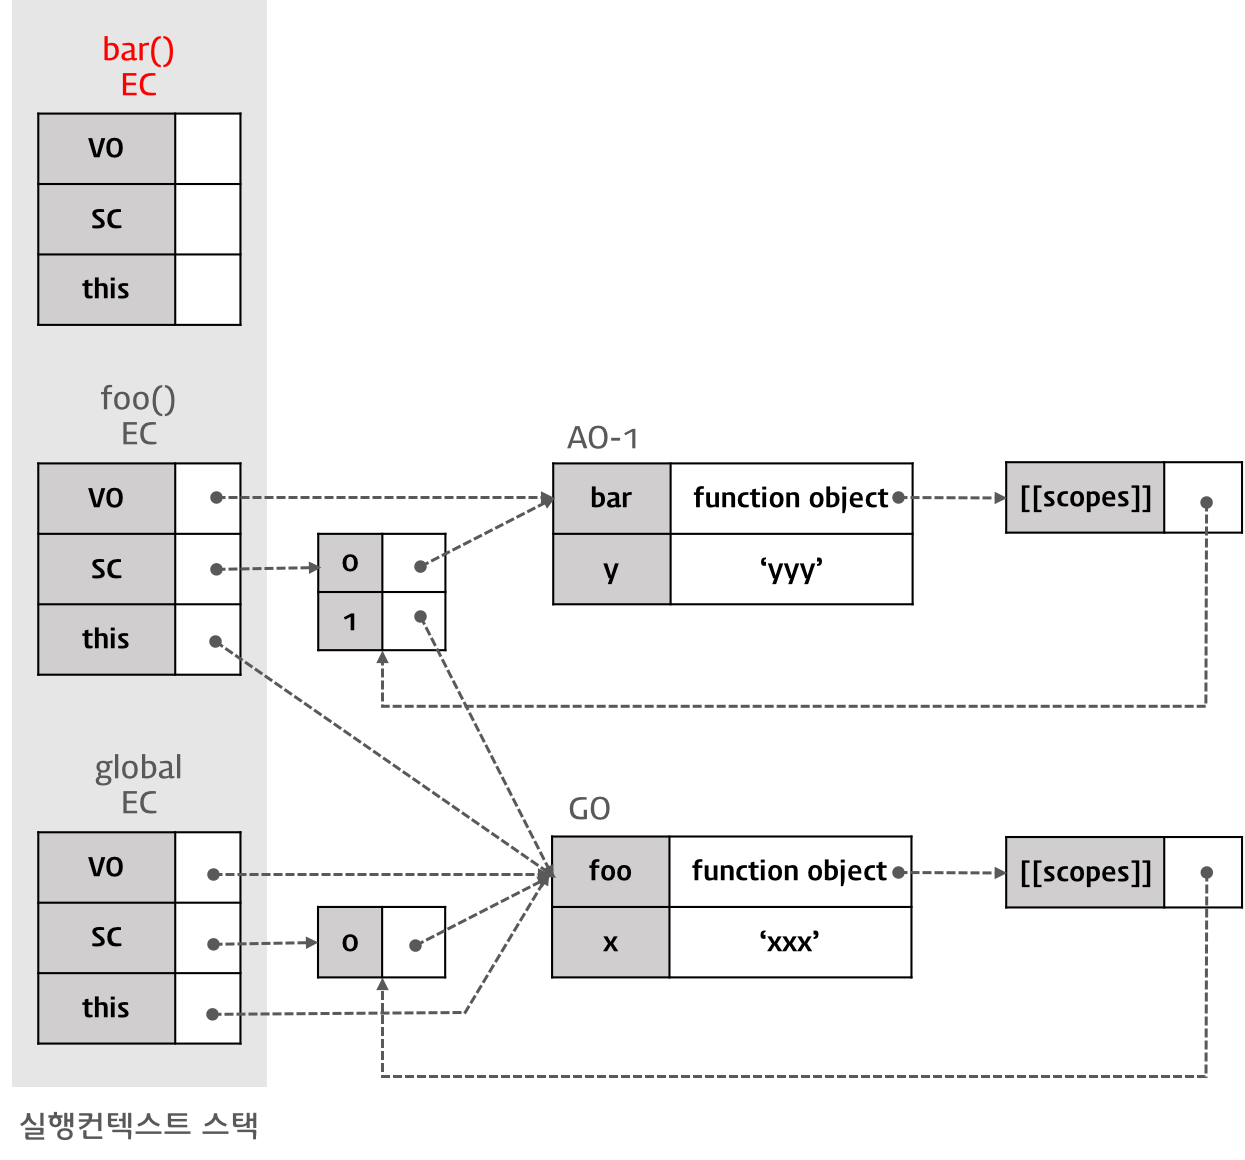 bar()
EC
VO
SC
this
foo()
EC
VO
SC
this
0
1
AO-1
bar function object
y ‘yyy’
[[scopes]]
global
EC
VO
SC
this
0
GO
foo function object
x ‘xxx’
[[scopes]]
실행컨텍스트 스택